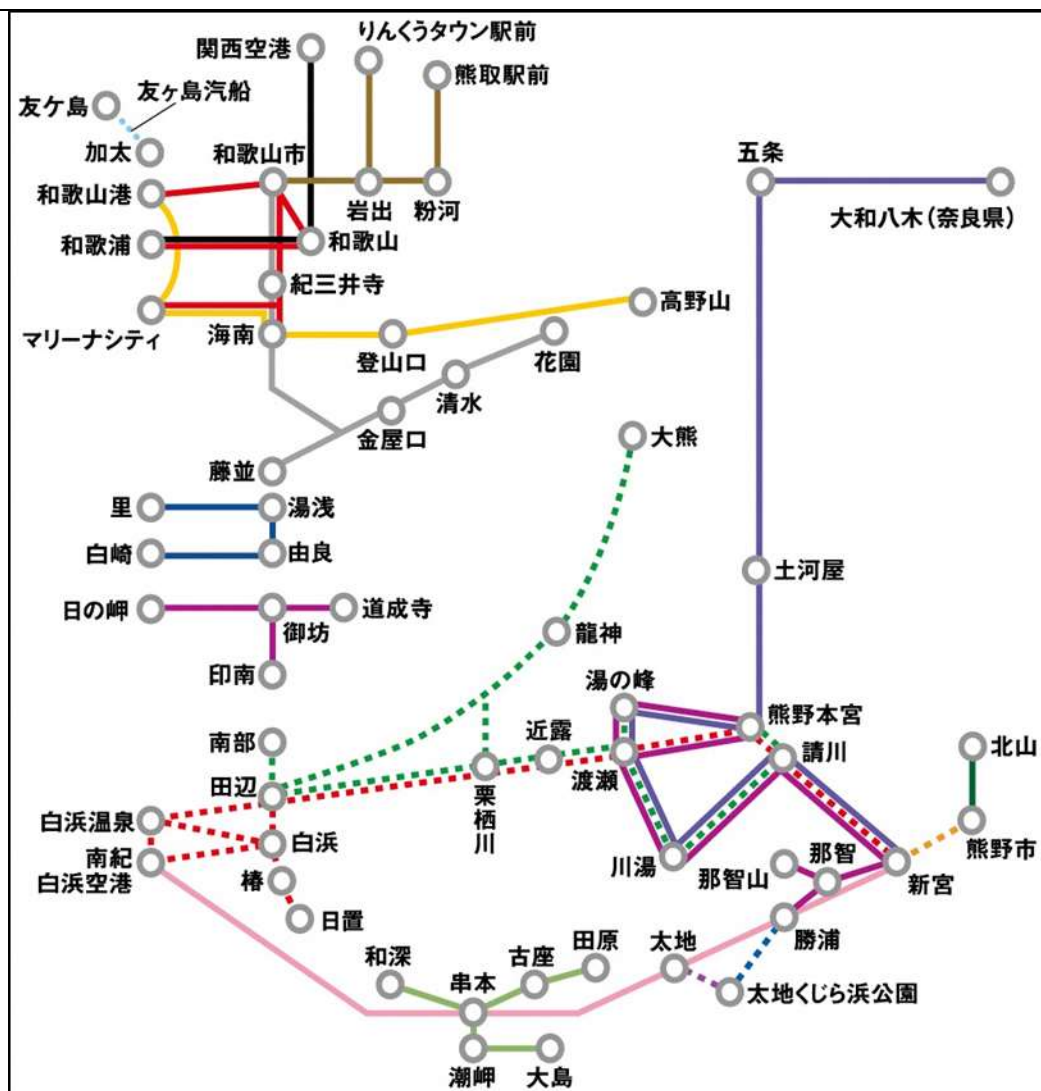 りんくうタウン駅前
関西空港
熊取駅前
友ヶ島汽船
友ケ島
加太
和歌山市
五条
和歌山港
岩出
粉河
大和八木(奈良県)
和歌浦
和歌山
紀三井寺
高野山
マリーナシティ
海南
登山口
花園
清水
金屋口
大熊
藤並
里
湯浅
白崎
由良
土河屋
日の岬
御坊
道成寺
龍神
印南
湯の峰
熊野本宮
南部
近露
請川
北山
田辺
渡瀬
栗栖川
白浜温泉
白浜
南紀
白浜空港
川湯
那智
那智山
新宮
熊野市
椿
日置
勝浦
和深
串本
古座
田原
太地
太地くじら浜公園
潮岬
大島